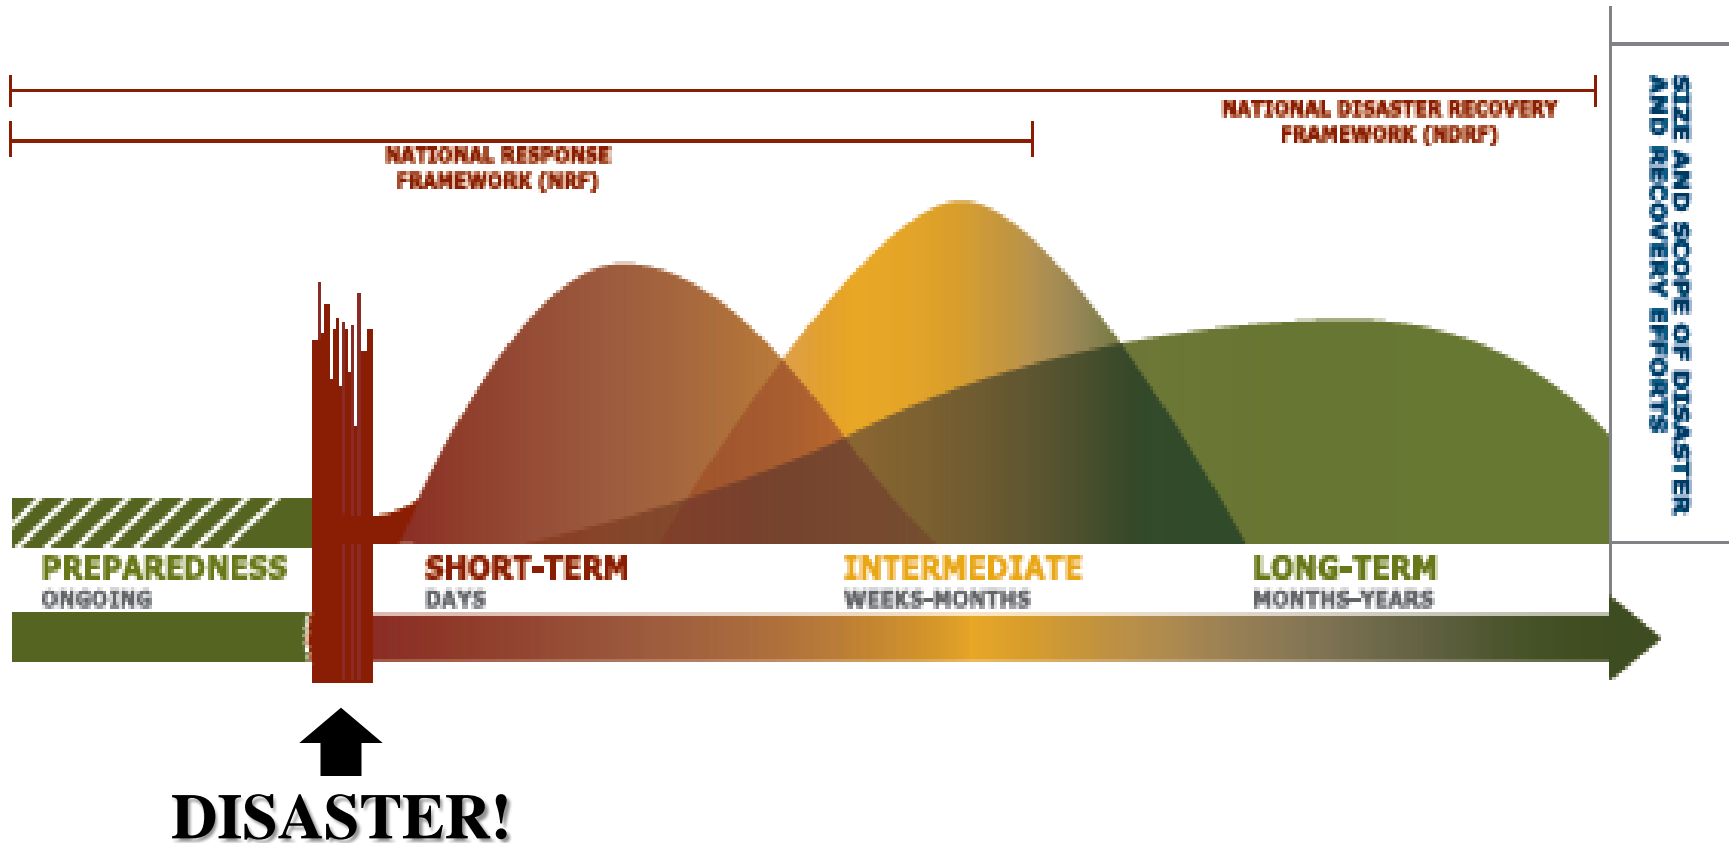 NATIONAL DISASTER RECOVERY
FRAMEWORK (NDRF)
NATIONAL RESPONSE
FRAMEWORK (NRF)
SIZE AND SCOPE OF DISASTER
AND RECOVERY EFFORTS
PREPAREDNESS
ONGOING
SHORT-TERM
DAYS
INTERMEDIATE
WEEKS-MONTHS
LONG-TERM
MONTHS-YEARS
DISASTER!